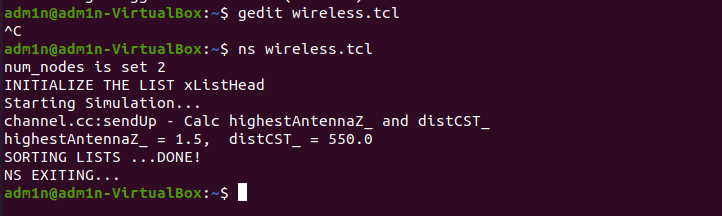 adm1n@adm1n-VirtualBox:~$ gedit wireless.tcl
^C
adm1n@adm1n-VirtualBox:~$ ns wireless.tcl
num_nodes is set 2
INITIALIZE THE LIST xListHead
Starting Simulation...
channel.cc:sendUp - Calc highestAntennaZ_ and distCST_
highestAntennaZ_ = 1.5,  distCST_ = 550.0
SORTING LISTS ...DONE!
NS EXITING...
adm1n@adm1n-VirtualBox:~$